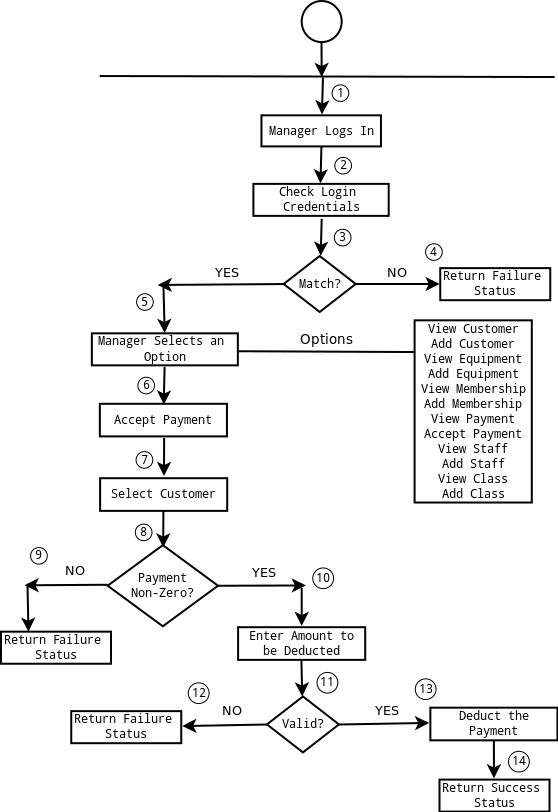 1
Manager Logs In
2
Check Login
Credentials
3
Match?
YES
NO
4
Return Failure
Status
5
Manager Selects an
Option
Options
View Customer
Add Customer
View Equipment
Add Equipment
View Membership
Add Membership
View Payment
Accept Payment
View Staff
Add Staff
View Class
Add Class
6
Accept Payment
7
Select Customer
8
Payment
Non-Zero?
9
NO
Return Failure
Status
YES
10
Enter Amount to
be Deducted
11
Valid?
12
NO
Return Failure
Status
YES
13
Deduct the
Payment
14
Return Success
Status